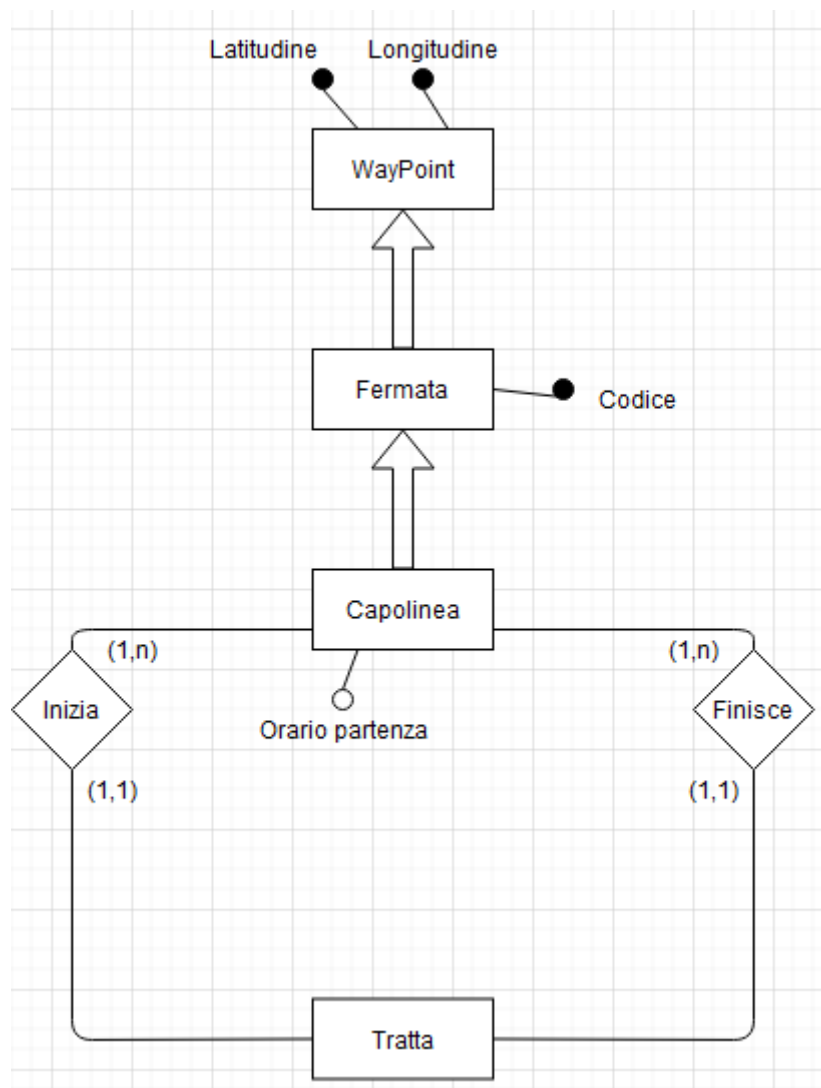 Latitudine Longitudine
WayPoint
Fermata
Codice
Capolinea
(1,n) (1,n)
Inizia Finisce
Orario partenza
(1,1) (1,1)
Tratta